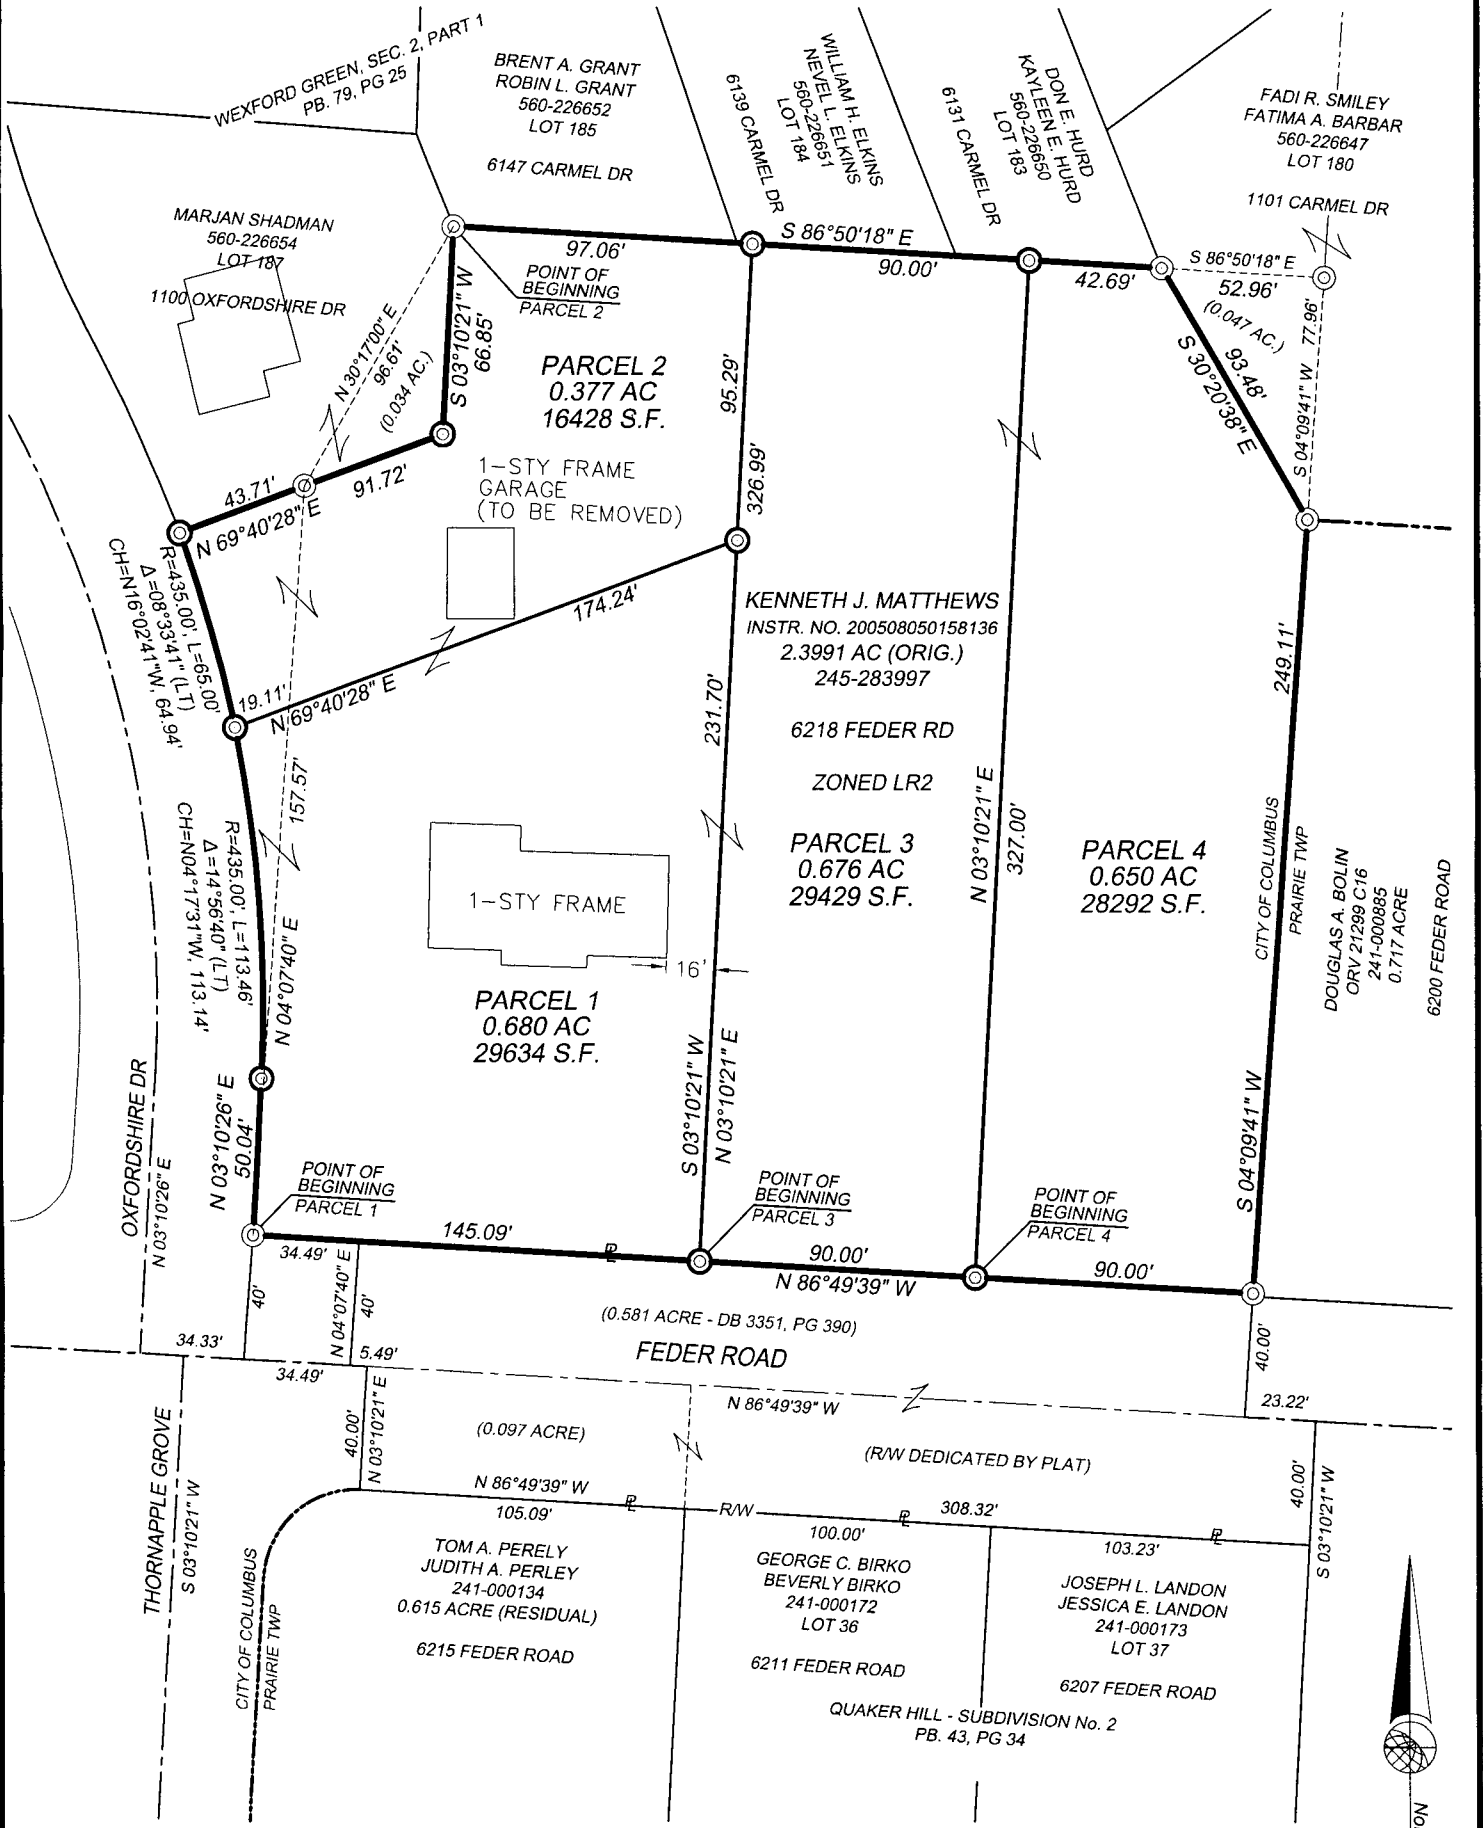 WEXFORD GREEN, SEC. 2, PART 1
PB. 79, PG 25
BRENT A. GRANT
ROBIN L. GRANT
560-226652
LOT 185
6147 CARMEL DR
6139 CARMEL DR
WILLIAM H. ELKINS
NEVEL L. ELKINS
560-226651
LOT 184
6131 CARMEL DR
DON E. HURD
KAYLEEN E. HURD
560-226650
LOT 183
FADI R. SMILEY
FATIMA A. BARBAR
560-226647
LOT 180
1101 CARMEL DR
MARJAN SHADMAN
560-226654
LOT 187
1100 OXFORDSHIRE DR
97.06'
S 86°50'18" E
90.00'
42.69'
S 86°50'18" E
52.96'
(0.047 AC.)
S 04°09'41" W 77.96'
93.48'
S 30°20'38" E
POINT OF
BEGINNING
PARCEL 2
N 30°17'00" E
96.61'
(0.034 AC.)
S 03°10'21" W
66.85'
PARCEL 2
0.377 AC
16428 S.F.
95.29'
326.99'
43.71'
91.72'
N 69°40'28" E
1-STY FRAME
GARAGE
(TO BE REMOVED)
R=435.00', L=65.00'
Δ=08°33'41" (LT)
CH=N16°02'41"W, 64.94'
174.24'
19.11'
N 69°40'28" E
KENNETH J. MATTHEWS
INSTR. NO. 200508050158136
2.3991 AC (ORIG.)
245-283997
6218 FEDER RD
ZONED LR2
231.70'
249.11'
157.57'
N 04°07'40" E
R=435.00', L=113.46'
Δ=14°56'40" (LT)
CH=N04°17'31"W, 113.14'
1-STY FRAME
16'
PARCEL 1
0.680 AC
29634 S.F.
PARCEL 3
0.676 AC
29429 S.F.
N 03°10'21" E
327.00'
PARCEL 4
0.650 AC
28292 S.F.
CITY OF COLUMBUS
PRAIRIE TWP
DOUGLAS A. BOLIN
ORV 21299 C16
241-000885
0.717 ACRE
6200 FEDER ROAD
S 03°10'21" W
N 03°10'21" E
S 04°09'41" W
OXFORDSHIRE DR
N 03°10'26" E
N 03°10'26" E
50.04'
POINT OF
BEGINNING
PARCEL 1
POINT OF
BEGINNING
PARCEL 3
POINT OF
BEGINNING
PARCEL 4
34.49'
145.09'
PL
90.00'
N 86°49'39" W
90.00'
40'
N 04°07'40" E
40'
(0.581 ACRE - DB 3351, PG 390)
FEDER ROAD
34.33'
5.49'
34.49'
40.00'
23.22'
N 86°49'39" W
THORNAPPLE GROVE
S 03°10'21" W
40.00'
N 03°10'21" E
(0.097 ACRE)
(R/W DEDICATED BY PLAT)
40.00'
S 03°10'21" W
N 86°49'39" W
105.09'
PL
R/W
100.00'
PL
308.32'
103.23'
PL
CITY OF COLUMBUS
PRAIRIE TWP
TOM A. PERELY
JUDITH A. PERLEY
241-000134
0.615 ACRE (RESIDUAL)
6215 FEDER ROAD
GEORGE C. BIRKO
BEVERLY BIRKO
241-000172
LOT 36
6211 FEDER ROAD
JOSEPH L. LANDON
JESSICA E. LANDON
241-000173
LOT 37
6207 FEDER ROAD
QUAKER HILL - SUBDIVISION No. 2
PB. 43, PG 34